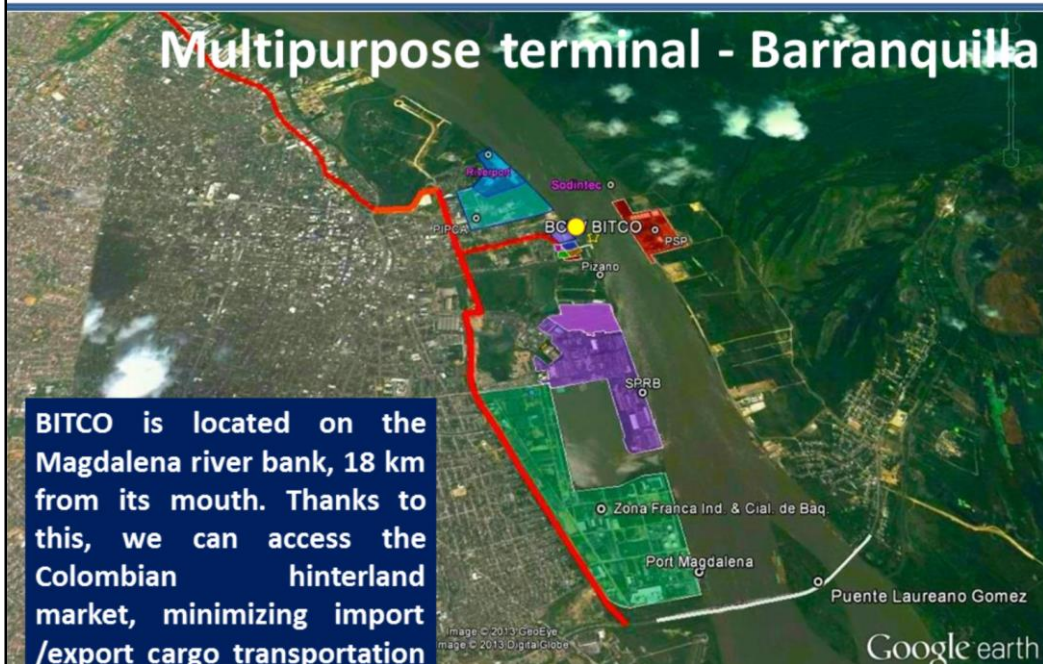 Multipurpose terminal - Barranquilla
Riverport
Sodintec
PIPCA
BITCO
PSP
Pizano
SPRB
Zona Franca Ind. & Cial. de Baq.
Port Magdalena
Puente Laureano Gomez
BITCO is located on the
Magdalena river bank, 18 km
from its mouth. Thanks to
this, we can access the
Colombian hinterland
market, minimizing import
/export cargo transportation
Image © 2013 GeoEye
Image © 2013 DigitalGlobe
Google earth